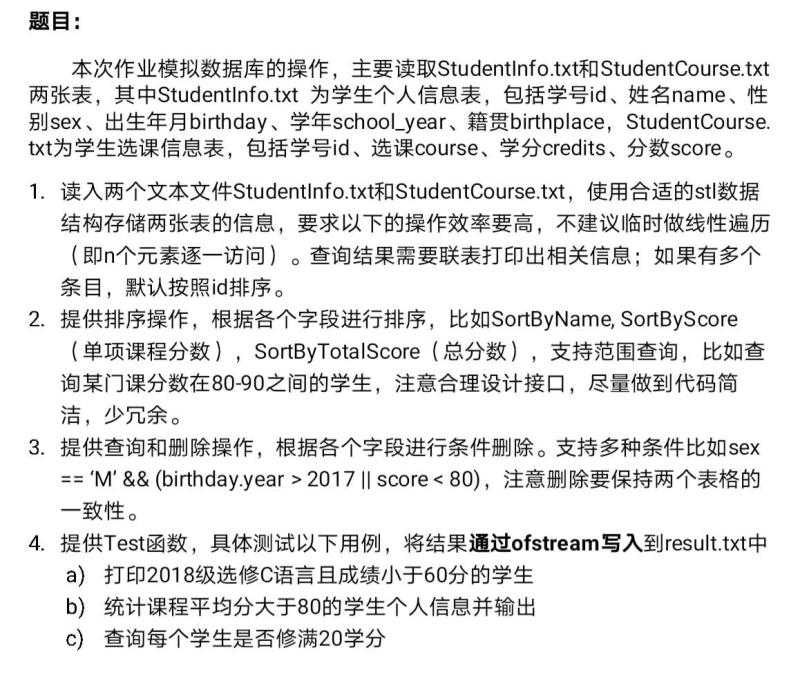 题目：
本次作业模拟数据库的操作，主要读取StudentInfo.txt和StudentCourse.txt
两张表，其中StudentInfo.txt 为学生个人信息表，包括学号id、姓名name、性
别sex、出生年月birthday、学年school_year、籍贯birthplace，StudentCourse.
txt为学生选课信息表，包括学号id、选课course、学分credits、分数score。
1. 读入两个文本文件StudentInfo.txt和StudentCourse.txt，使用合适的stl数据
结构存储两张表的信息，要求以下的操作效率要高，不建议临时做线性遍历
（即n个元素逐一访问）。查询结果需要联表打印出相关信息；如果有多个
条目，默认按照id排序。
2. 提供排序操作，根据各个字段进行排序，比如SortByName, SortByScore
（单项课程分数），SortByTotalScore（总分数），支持范围查询，比如查
询某门课分数在80-90之间的学生，注意合理设计接口，尽量做到代码简
洁，少冗余。
3. 提供查询和删除操作，根据各个字段进行条件删除。支持多种条件比如sex
== ‘M’ && (birthday.year > 2017 || score < 80)，注意删除要保持两个表格的
一致性。
4. 提供Test函数，具体测试以下用例，将结果通过ofstream写入到result.txt中
a) 打印2018级选修C语言且成绩小于60分的学生
b) 统计课程平均分大于80的学生个人信息并输出
c) 查询每个学生是否修满20学分